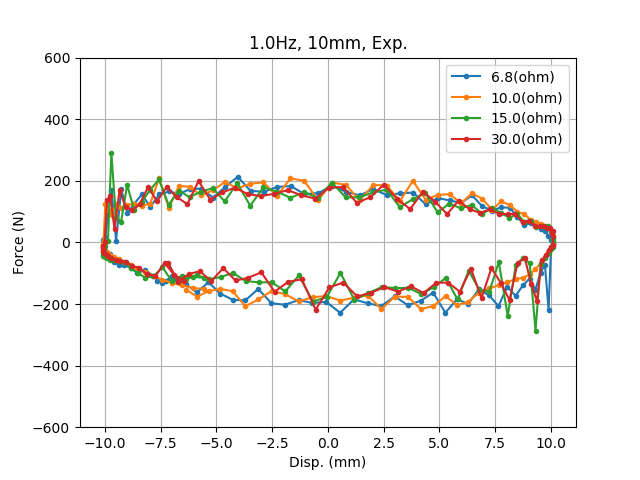 1.0Hz, 10mm, Exp.
600
400
200
0
−200
−400
−600
Force (N)
6.8(ohm)
10.0(ohm)
15.0(ohm)
30.0(ohm)
−10.0 −7.5 −5.0 −2.5 0.0 2.5 5.0 7.5 10.0
Disp. (mm)